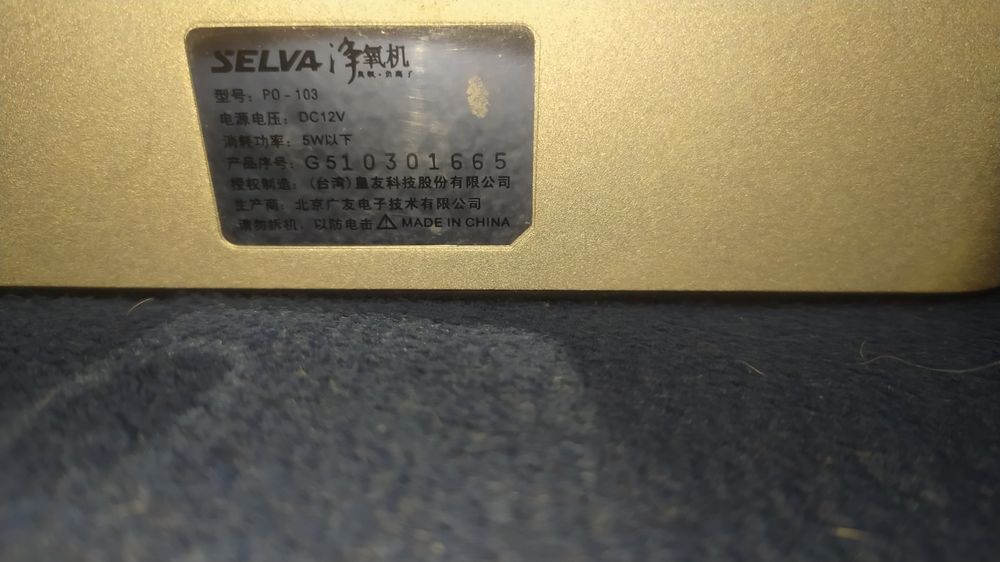 SELVA 净氧机
负离子
型号: PO-103
电源电压: DC12V
消耗功率: 5W以下
产品序号: G510301665
授权制造: (台湾)皇友科技股份有限公司
生产商: 北京广友电子技术有限公司
请勿拆机, 以防电击 MADE IN CHINA